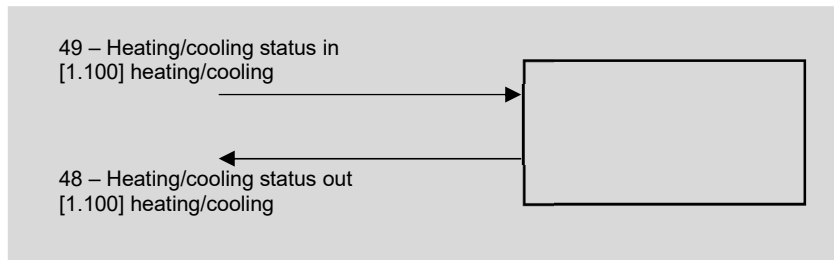 49 – Heating/cooling status in
[1.100] heating/cooling
48 – Heating/cooling status out
[1.100] heating/cooling